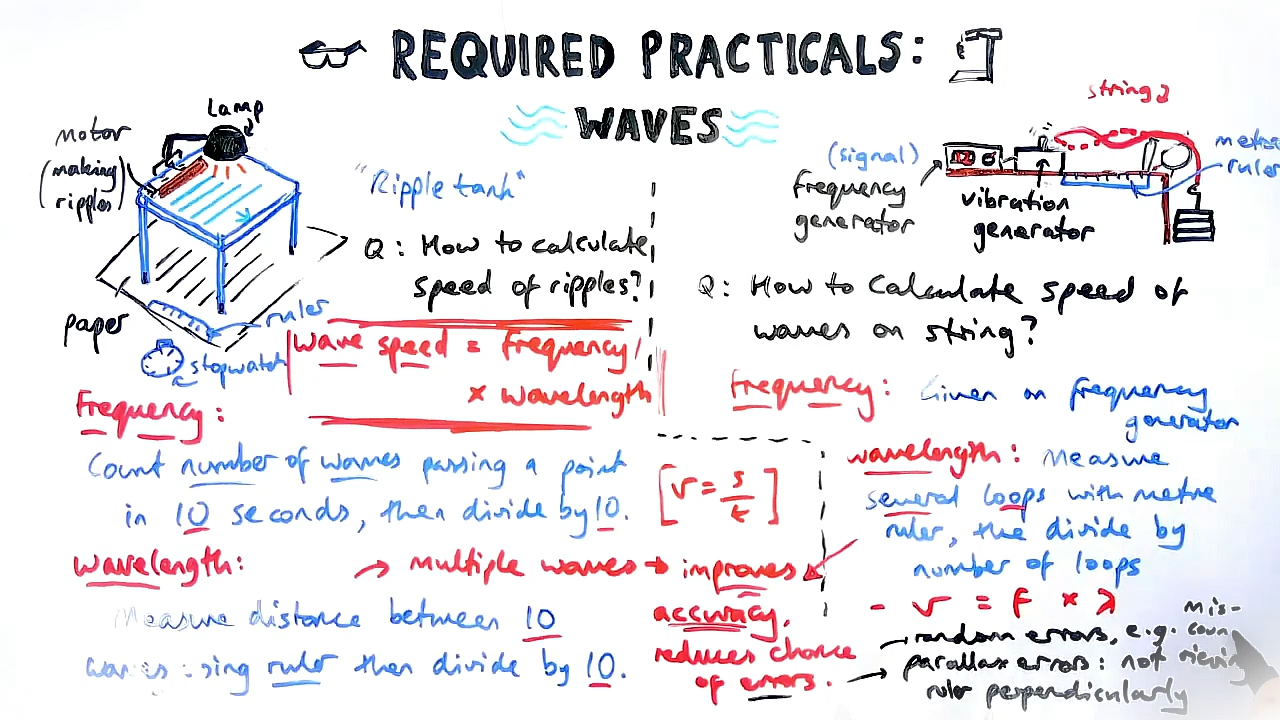 REQUIRED PRACTICALS:
WAVES
Lamp
motor
(making
ripples)
"Ripple tank"
Q: How to calculate
speed of ripples?
paper
ruler
stopwatch
wave speed = frequency
× wavelength
frequency:
Count number of waves passing a point
in 10 seconds, then divide by 10.
wavelength:
Measure distance between 10
waves using ruler then divide by 10.
[v = s/t]
→ multiple waves → improves
accuracy,
reduces chance
of errors.
string
metre
ruler
(signal)
frequency
generator
12
vibration
generator
Q: How to calculate speed of
waves on string?
frequency: Given on frequency
generator
wavelength: Measure
several loops with metre
ruler, the divide by
number of loops
- v = f × λ
random errors, e.g. mis-
coun
parallax errors: not viewin
ruler perpendicularly